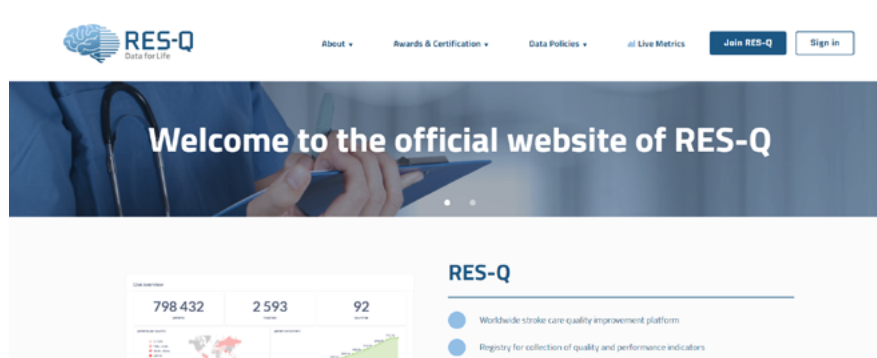 RES-Q
Data for Life
About
Awards & Certification
Data Policies
Live Metrics
Join RES-Q
Sign in
Welcome to the official website of RES-Q
RES-Q
Live overview
798 432
2 593
92
Worldwide stroke care quality improvement platform
Registry for collection of quality and performance indicators